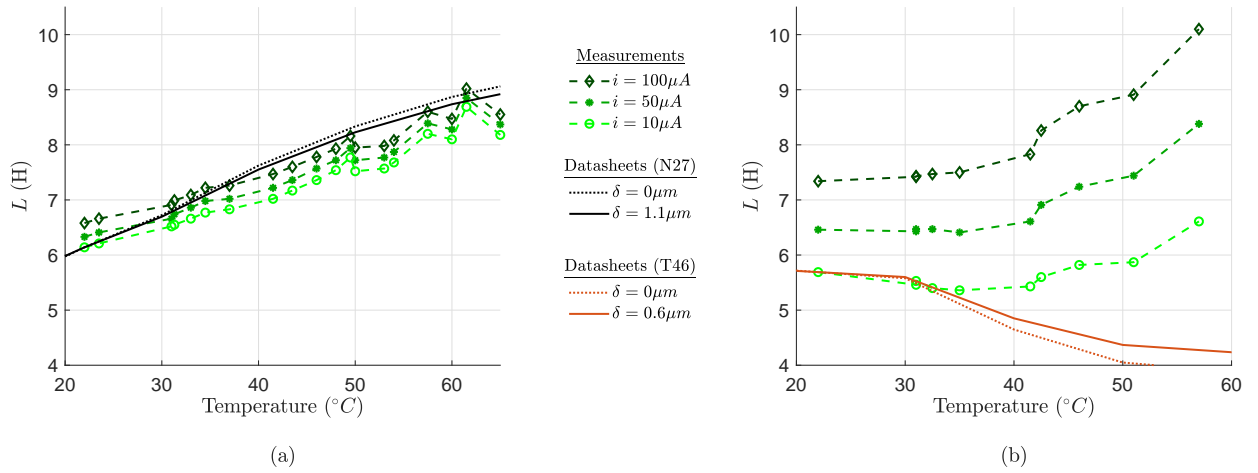 10
9
8
7
6
5
4
20
30
40
50
60
L (H)
Temperature (°C)
(a)
Measurements
i = 100μA
i = 50μA
i = 10μA
Datasheets (N27)
δ = 0μm
δ = 1.1μm
Datasheets (T46)
δ = 0μm
δ = 0.6μm
10
9
8
7
6
5
4
20
30
40
50
60
L (H)
Temperature (°C)
(b)